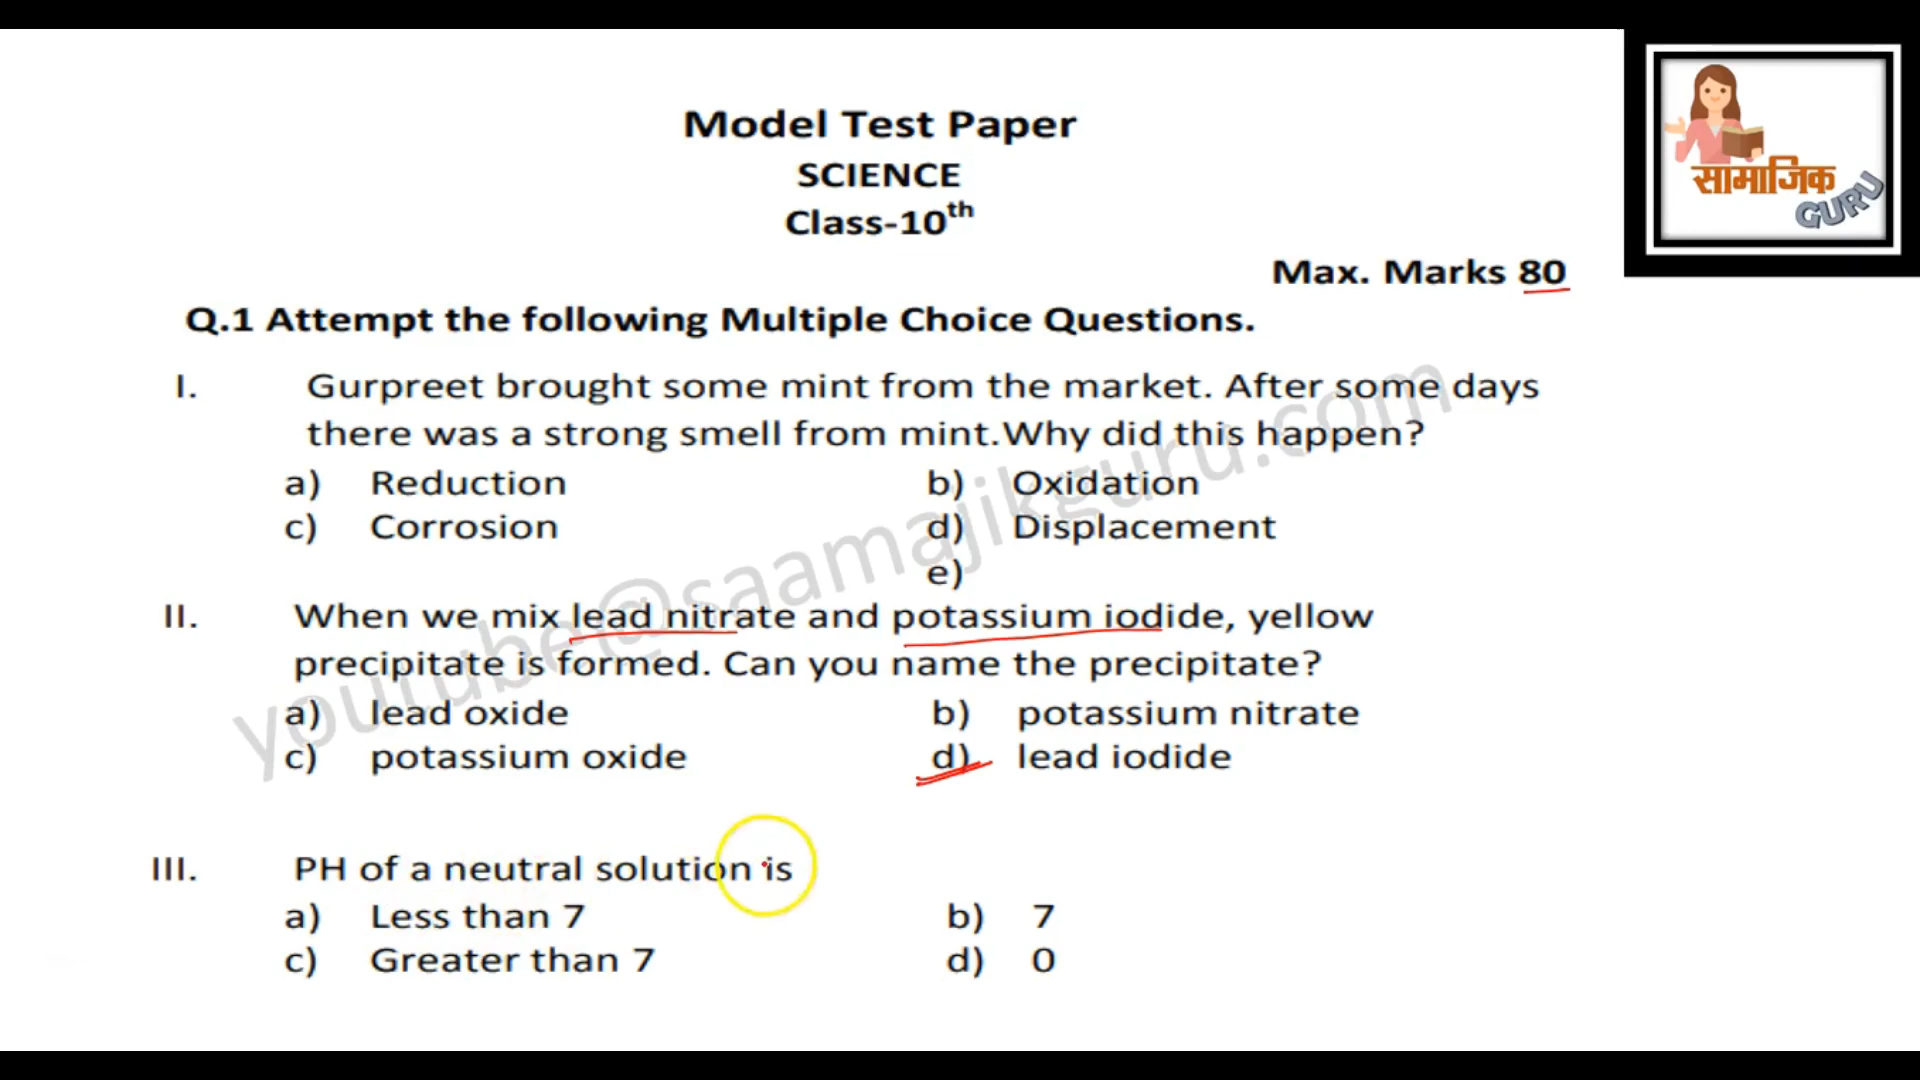 Model Test Paper
SCIENCE
Class-10th
सामाजिक
GURU
Max. Marks 80
Q.1 Attempt the following Multiple Choice Questions.
I. Gurpreet brought some mint from the market. After some days
there was a strong smell from mint.Why did this happen?
a) Reduction b) Oxidation
c) Corrosion d) Displacement
e)
II. When we mix lead nitrate and potassium iodide, yellow
precipitate is formed. Can you name the precipitate?
a) lead oxide b) potassium nitrate
c) potassium oxide d) lead iodide
III. PH of a neutral solution is
a) Less than 7 b) 7
c) Greater than 7 d) 0
youtube@saamajikguru.com